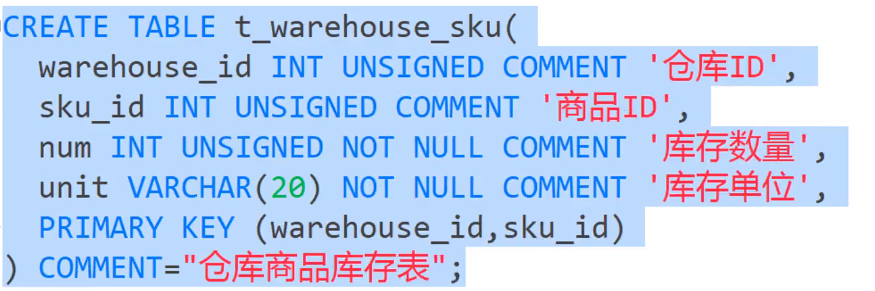 CREATE TABLE t_warehouse_sku(
warehouse_id INT UNSIGNED COMMENT '仓库ID',
sku_id INT UNSIGNED COMMENT '商品ID',
num INT UNSIGNED NOT NULL COMMENT '库存数量',
unit VARCHAR(20) NOT NULL COMMENT '库存单位',
PRIMARY KEY (warehouse_id,sku_id)
) COMMENT="仓库商品库存表";